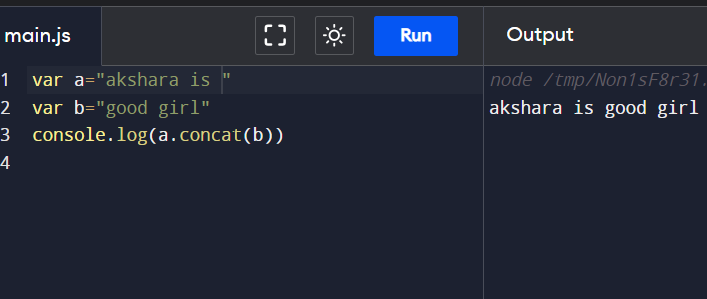 main.js
Run
Output
1 var a="akshara is "
2 var b="good girl"
3 console.log(a.concat(b))
4
node /tmp/Non1sF8r31.
akshara is good girl